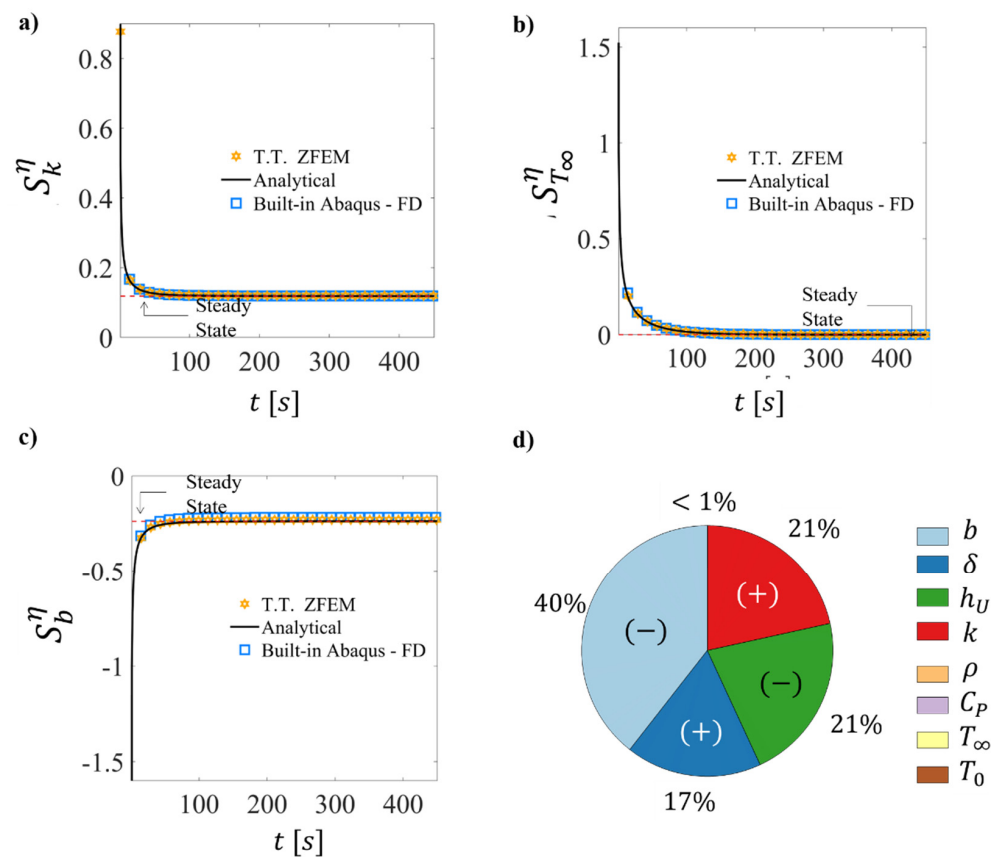 a)
0.8
0.6
0.4
0.2
0
S_k^η
T.T. ZFEM
Analytical
Built-in Abaqus - FD
Steady
State
100 200 300 400
t [s]
b)
1.5
1
0.5
0
S_{T_∞}^η
T.T. ZFEM
Analytical
Built-in Abaqus - FD
Steady
State
100 200 300 400
t [s]
c)
0
-0.5
-1
-1.5
S_b^η
Steady
State
T.T. ZFEM
Analytical
Built-in Abaqus - FD
100 200 300 400
t [s]
d)
< 1%
21%
40%
(+)
(−)
(−)
(+)
21%
17%
b
δ
h_U
k
ρ
C_P
T_∞
T_0